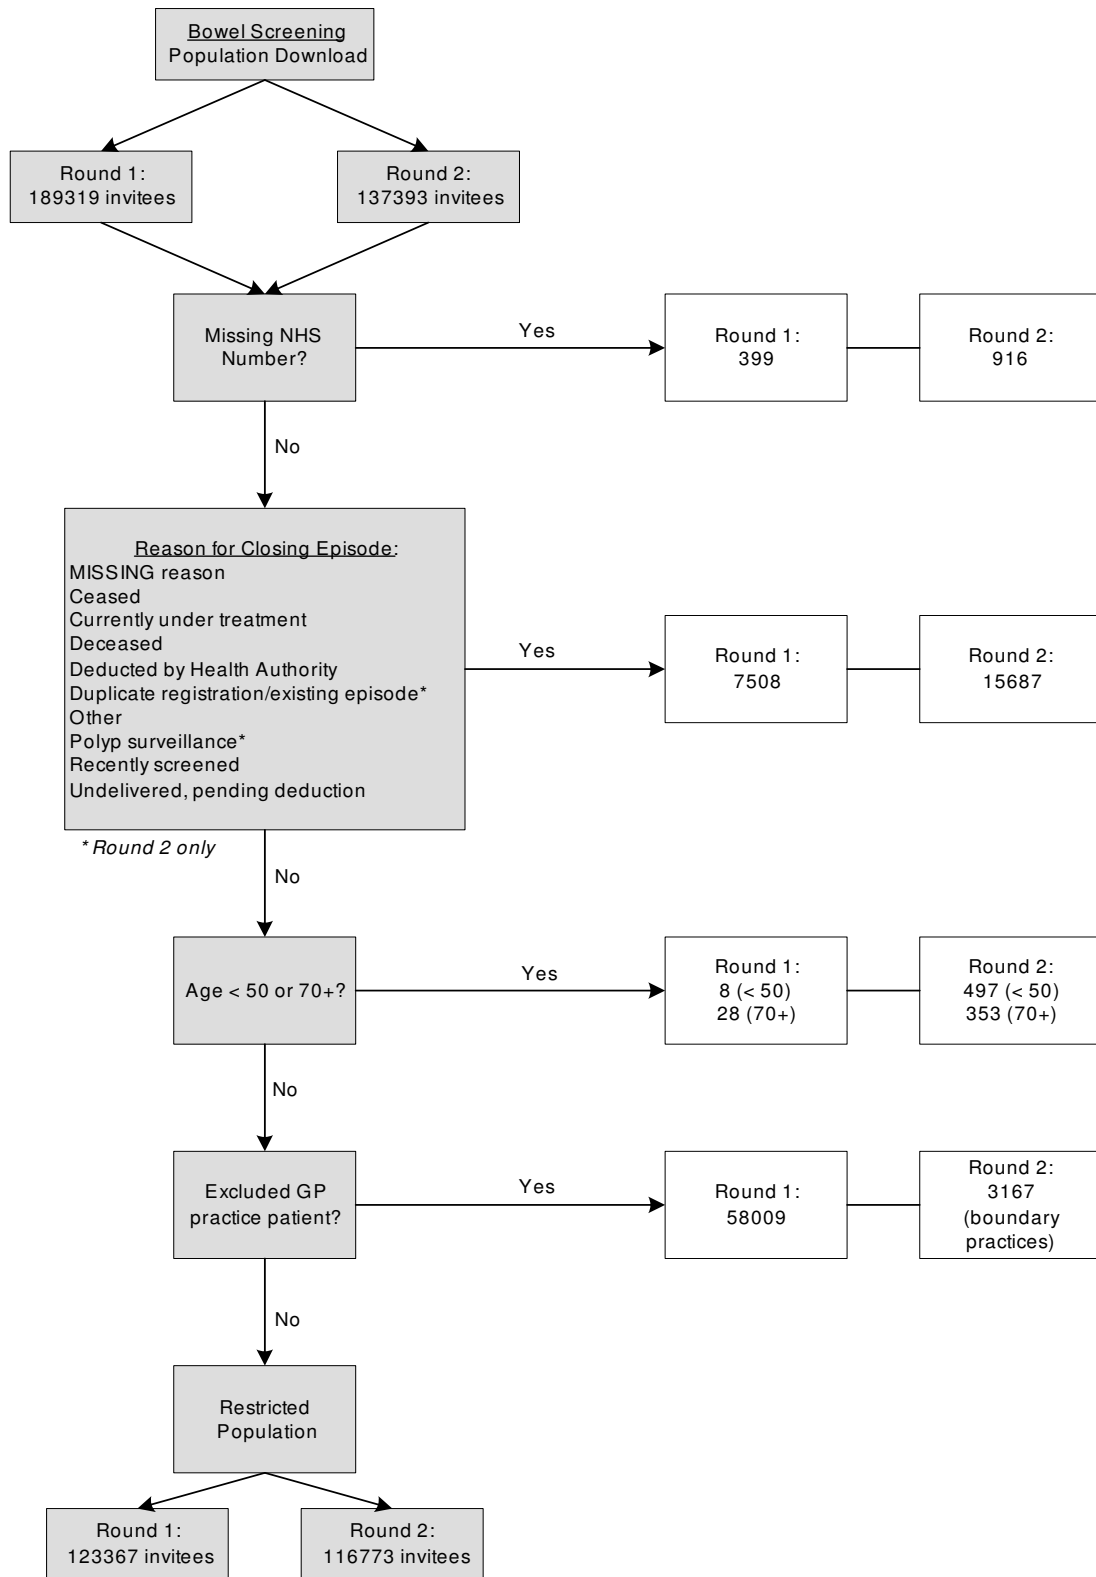 Bowel Screening
Population Download
Round 1:
189319 invitees
Round 2:
137393 invitees
Missing NHS
Number?
Yes
Round 1:
399
Round 2:
916
No
Reason for Closing Episode:
MISSING reason
Ceased
Currently under treatment
Deceased
Deducted by Health Authority
Duplicate registration/existing episode*
Other
Polyp surveillance*
Recently screened
Undelivered, pending deduction
Yes
Round 1:
7508
Round 2:
15687
* Round 2 only
No
Age < 50 or 70+?
Yes
Round 1:
8 (< 50)
28 (70+)
Round 2:
497 (< 50)
353 (70+)
No
Excluded GP
practice patient?
Yes
Round 1:
58009
Round 2:
3167
(boundary
practices)
No
Restricted
Population
Round 1:
123367 invitees
Round 2:
116773 invitees